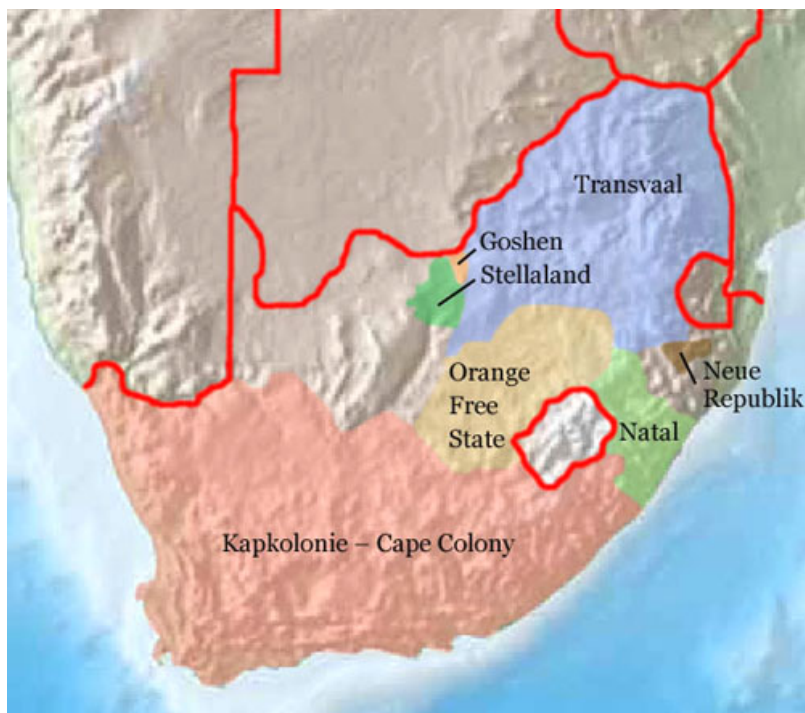 Transvaal
Goshen
Stellaland
Orange
Free
State
Neue
Republik
Natal
Kapkolonie – Cape Colony